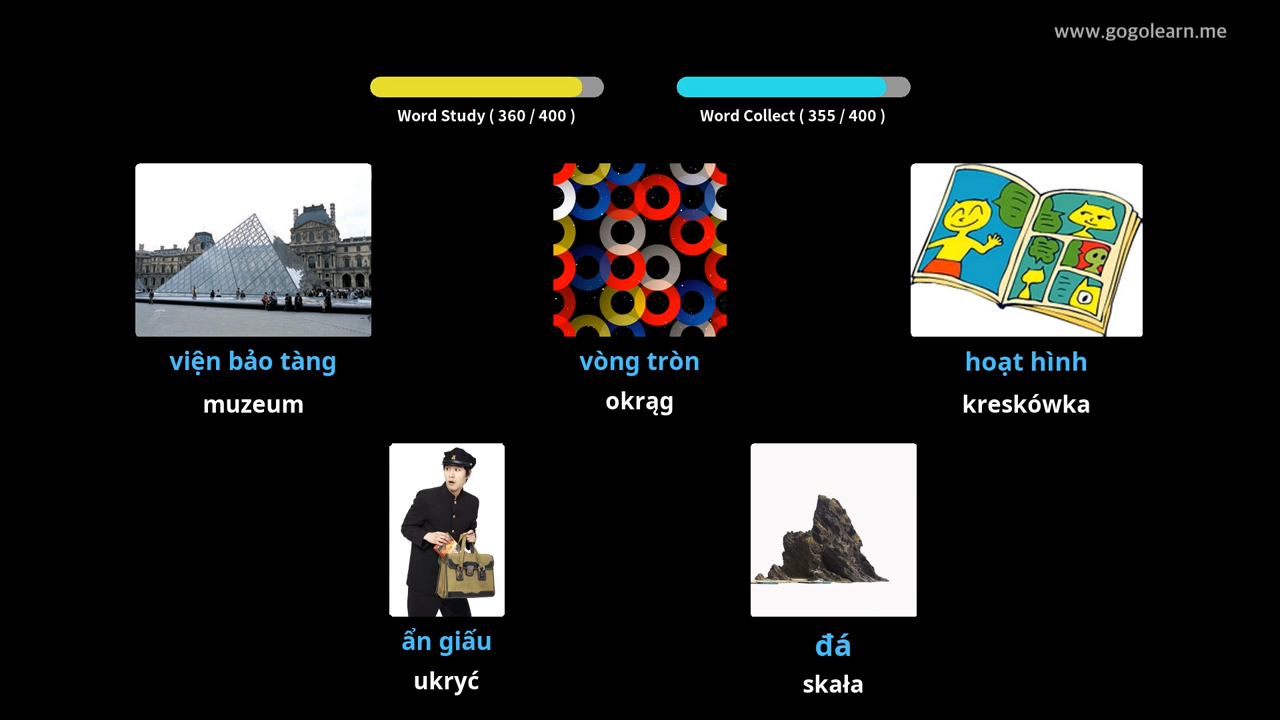 www.gogolearn.me
Word Study ( 360 / 400 )
Word Collect ( 355 / 400 )
viện bảo tàng
vòng tròn
hoạt hình
muzeum
okrąg
kreskówka
ẩn giấu
đá
ukryć
skała